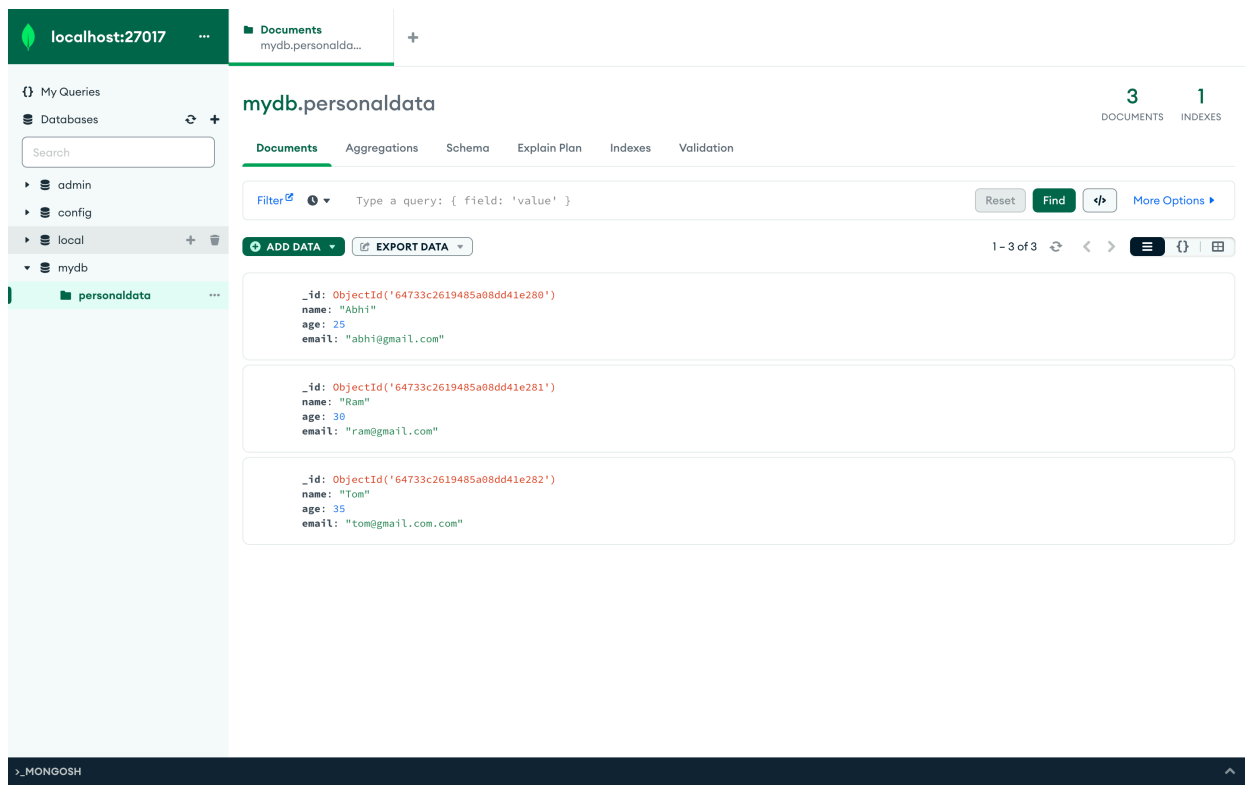 localhost:27017 ...
Documents
mydb.personalda...
+
{} My Queries
Databases
Search
admin
config
local
mydb
personaldata ...
mydb.personaldata
3
DOCUMENTS
1
INDEXES
Documents Aggregations Schema Explain Plan Indexes Validation
Filter Type a query: { field: 'value' } Reset Find </> More Options
ADD DATA EXPORT DATA 1 – 3 of 3 {}
_id: ObjectId('64733c2619485a08dd41e280')
name: "Abhi"
age: 25
email: "abhi@gmail.com"
_id: ObjectId('64733c2619485a08dd41e281')
name: "Ram"
age: 30
email: "ram@gmail.com"
_id: ObjectId('64733c2619485a08dd41e282')
name: "Tom"
age: 35
email: "tom@gmail.com.com"
>_MONGOSH